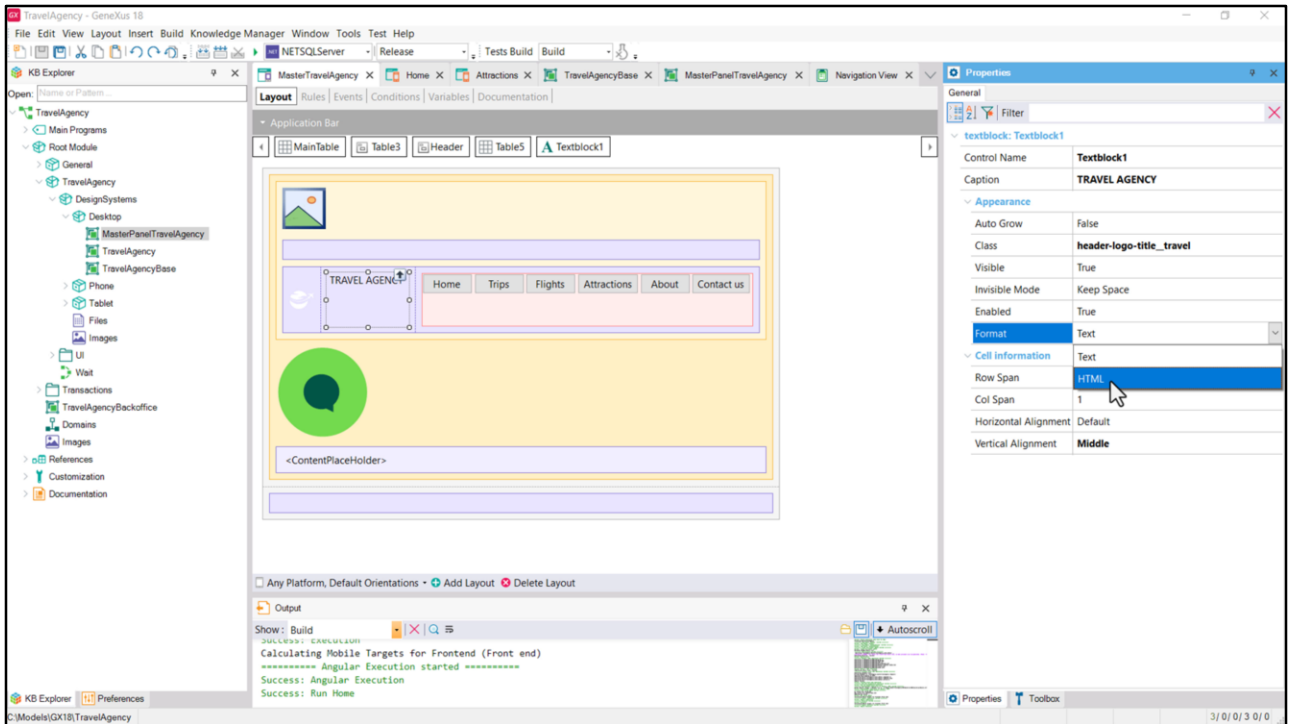 GX TravelAgency - GeneXus 18
File Edit View Layout Insert Build Knowledge Manager Window Tools Test Help
NETSQLServer Release Tests Build Build
KB Explorer
Open: Name or Pattern ...
TravelAgency
Main Programs
Root Module
General
TravelAgency
DesignSystems
Desktop
MasterPanelTravelAgency
TravelAgency
TravelAgencyBase
Phone
Tablet
Files
Images
UI
Wait
Transactions
TravelAgencyBackoffice
Domains
Images
References
Customization
Documentation
KB Explorer Preferences
MasterTravelAgency X Home X Attractions X TravelAgencyBase X MasterPanelTravelAgency X Navigation View X
Layout Rules Events Conditions Variables Documentation
Application Bar
MainTable Table3 Header Table5 A Textblock1
TRAVEL AGENCY Home Trips Flights Attractions About Contact us
<ContentPlaceHolder>
Any Platform, Default Orientations Add Layout Delete Layout
Output
Show: Build Autoscroll
Success: Execution
Calculating Mobile Targets for Frontend (Front end)
========== Angular Execution started ==========
Success: Angular Execution
Success: Run Home
Properties
General
Filter
textblock: Textblock1
Control Name Textblock1
Caption TRAVEL AGENCY
Appearance
Auto Grow False
Class header-logo-title__travel
Visible True
Invisible Mode Keep Space
Enabled True
Format Text
Text
HTML
Cell information
Row Span
Col Span 1
Horizontal Alignment Default
Vertical Alignment Middle
Properties Toolbox
C:\Models\GX18\TravelAgency 3/ 0/ 0/ 3 0/ 0